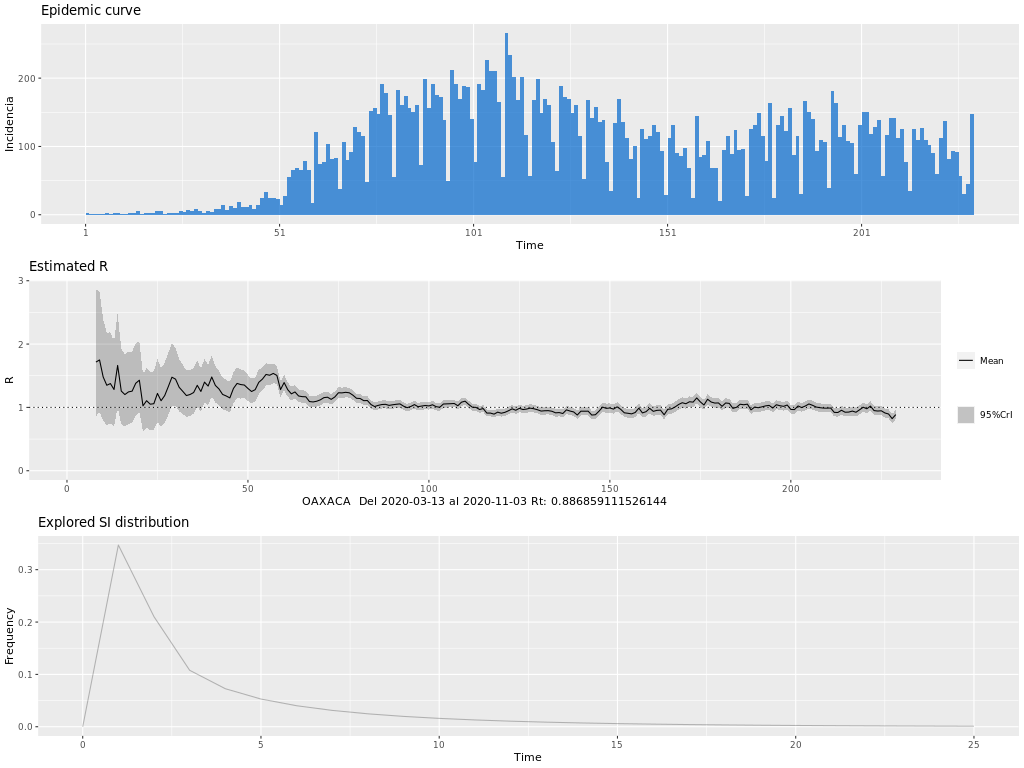 Epidemic curve
200
100
0
Incidencia
1 51 101 151 201
Time
Estimated R
3
2
1
0
R
Mean
95%CrI
0 50 100 150 200
OAXACA Del 2020-03-13 al 2020-11-03 Rt: 0.886859111526144
Explored SI distribution
0.3
0.2
0.1
0.0
Frequency
0 5 10 15 20 25
Time